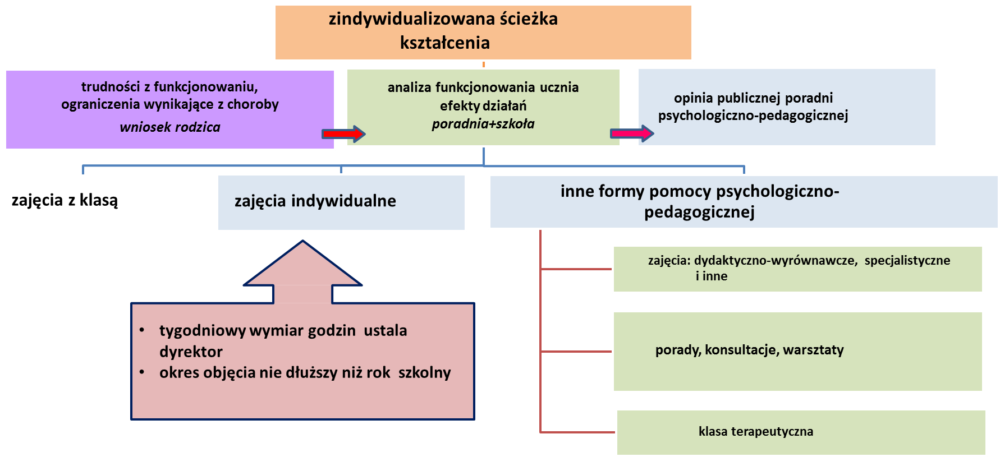 zindywidualizowana ścieżka
kształcenia
trudności z funkcjonowaniu,
ograniczenia wynikające z choroby
wniosek rodzica
analiza funkcjonowania ucznia
efekty działań
poradnia+szkoła
opinia publicznej poradni
psychologiczno-pedagogicznej
zajęcia z klasą
zajęcia indywidualne
inne formy pomocy psychologiczno-
pedagogicznej
• tygodniowy wymiar godzin ustala
dyrektor
• okres objęcia nie dłuższy niż rok szkolny
zajęcia: dydaktyczno-wyrównawcze, specjalistyczne
i inne
porady, konsultacje, warsztaty
klasa terapeutyczna